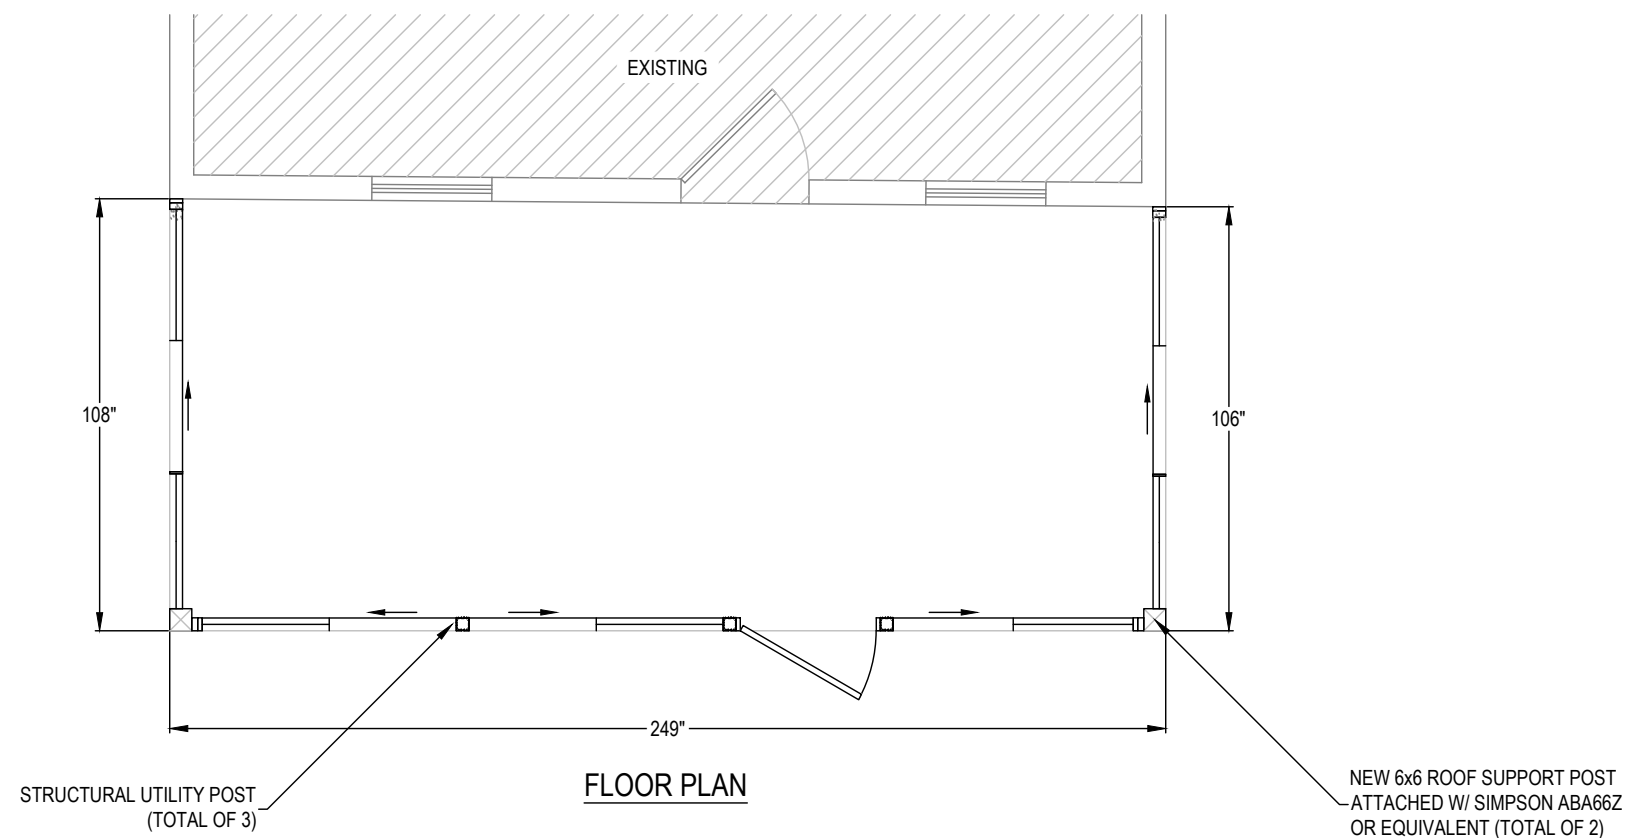 EXISTING
108"
106"
249"
STRUCTURAL UTILITY POST
(TOTAL OF 3)
FLOOR PLAN
NEW 6x6 ROOF SUPPORT POST
ATTACHED W/ SIMPSON ABA66Z
OR EQUIVALENT (TOTAL OF 2)